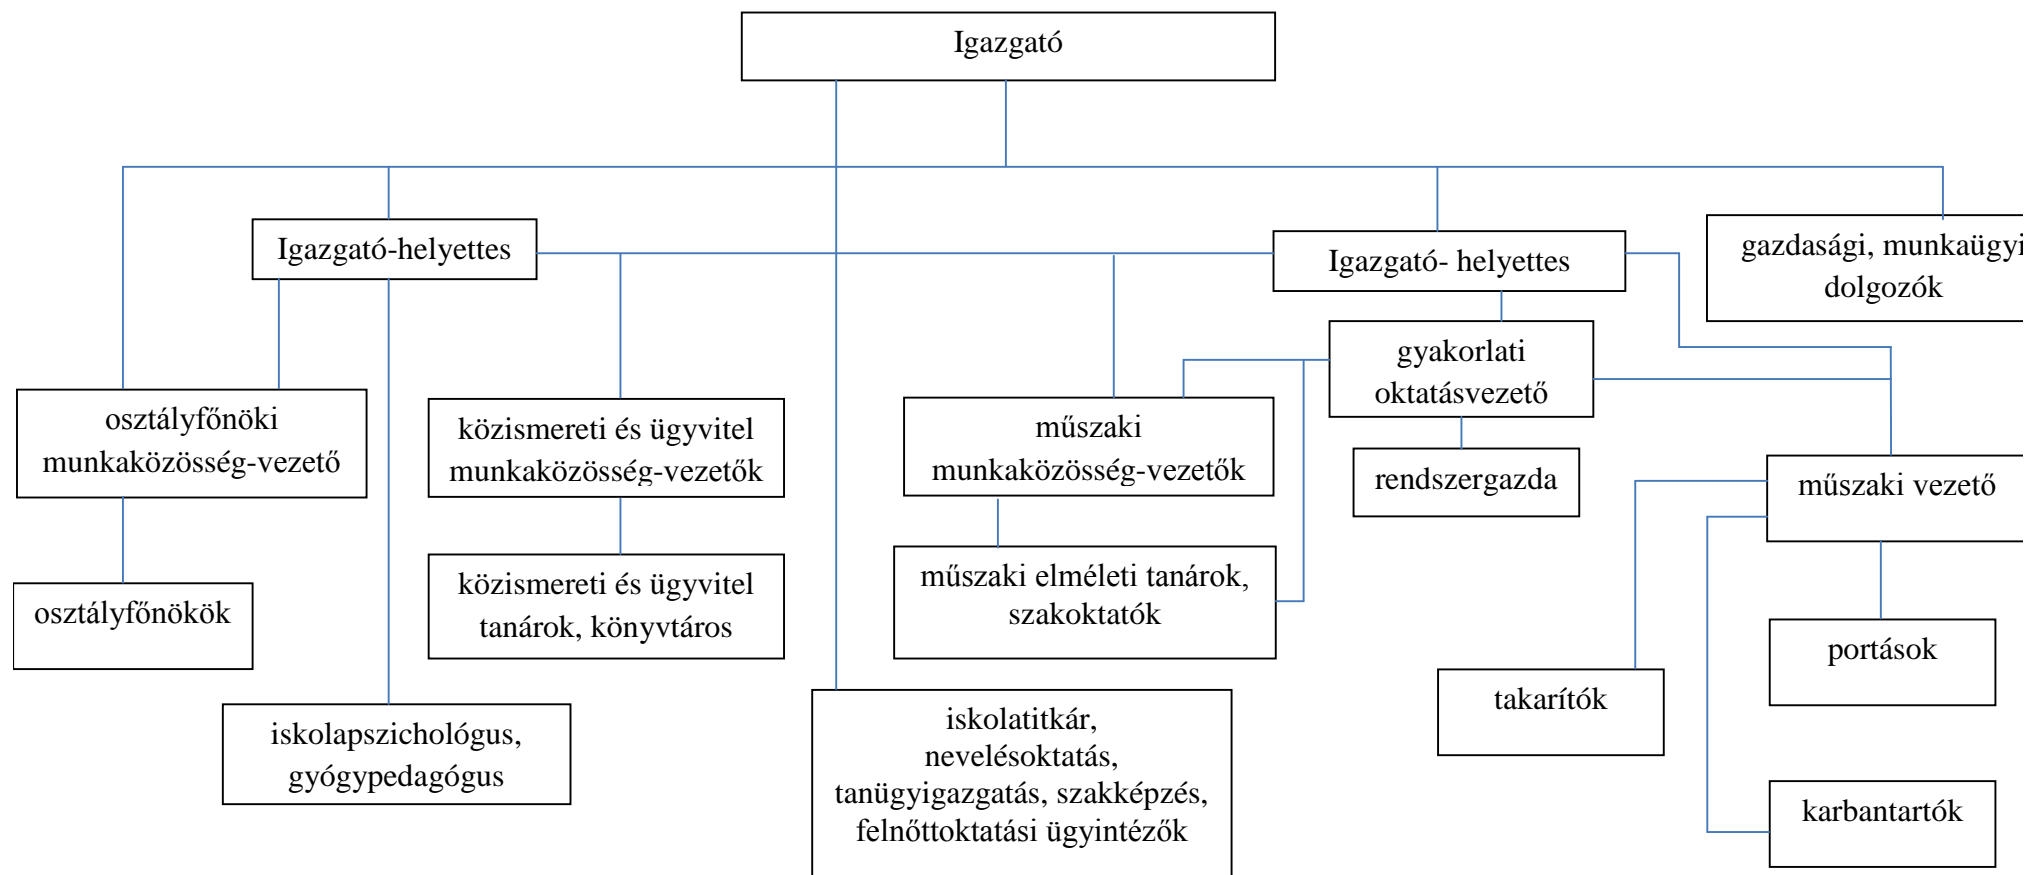 Igazgató
Igazgató-helyettes
Igazgató- helyettes
gazdasági, munkaügyi
dolgozók
gyakorlati
oktatásvezető
osztályfőnöki
munkaközösség-vezető
közismereti és ügyvitel
munkaközösség-vezetők
műszaki
munkaközösség-vezetők
rendszergazda
műszaki vezető
osztályfőnökök
közismereti és ügyvitel
tanárok, könyvtáros
műszaki elméleti tanárok,
szakoktatók
portások
takarítók
iskolapszichológus,
gyógypedagógus
iskolatitkár,
nevelésoktatás,
tanügyigazgatás, szakképzés,
felnőttoktatási ügyintézők
karbantartók